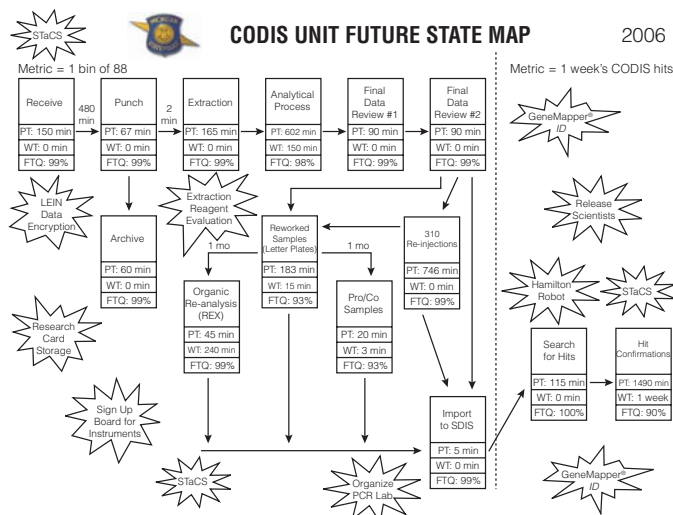 STaCS
MICHIGAN
CODIS UNIT FUTURE STATE MAP
2006
Metric = 1 bin of 88
Metric = 1 week's CODIS hits
Receive
PT: 150 min
WT: 0 min
FTQ: 99%
480
min
Punch
PT: 67 min
WT: 0 min
FTQ: 99%
2
min
Extraction
PT: 165 min
WT: 0 min
FTQ: 99%
Analytical
Process
PT: 602 min
WT: 150 min
FTQ: 98%
Final
Data
Review #1
PT: 90 min
WT: 0 min
FTQ: 99%
Final
Data
Review #2
PT: 90 min
WT: 0 min
FTQ: 99%
GeneMapper®
ID
LEIN
Data
Encryption
Archive
PT: 60 min
WT: 0 min
FTQ: 99%
Extraction
Reagent
Evaluation
Reworked
Samples
(Letter Plates)
PT: 183 min
WT: 15 min
FTQ: 93%
310
Re-injections
PT: 746 min
WT: 0 min
FTQ: 99%
Release
Scientists
1 mo
1 mo
Organic
Re-analysis
(REX)
PT: 45 min
WT: 240 min
FTQ: 99%
Pro/Co
Samples
PT: 20 min
WT: 3 min
FTQ: 93%
Hamilton
Robot
STaCS
Research
Card
Storage
Search
for Hits
PT: 115 min
WT: 0 min
FTQ: 100%
Hit
Confirmations
PT: 1490 min
WT: 1 week
FTQ: 90%
Sign Up
Board for
Instruments
Import
to SDIS
PT: 5 min
WT: 0 min
FTQ: 99%
STaCS
Organize
PCR Lab
GeneMapper®
ID